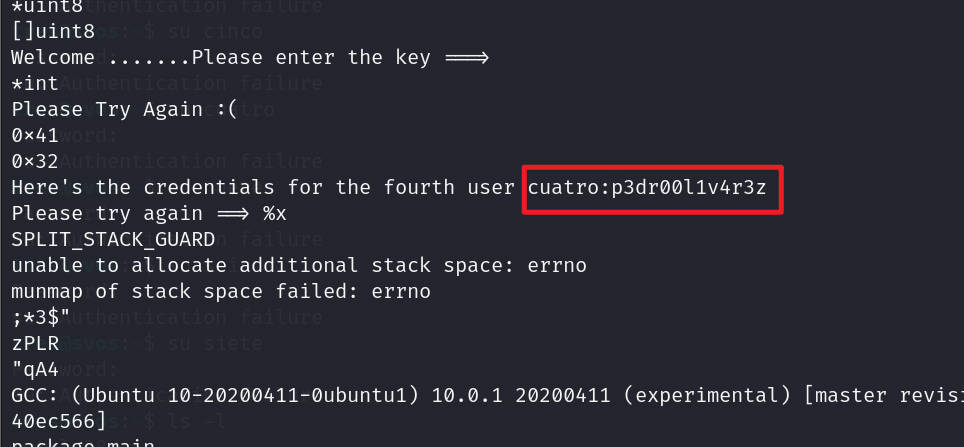 *uint8
[]uint8
Welcome .......Please enter the key ⟹
*int
Please Try Again :(
0×41
0×32
Here's the credentials for the fourth user cuatro:p3dr00l1v4r3z
Please try again ⟹ %x
SPLIT_STACK_GUARD
unable to allocate additional stack space: errno
munmap of stack space failed: errno
;*3$"
zPLR
"qA4
GCC: (Ubuntu 10-20200411-0ubuntu1) 10.0.1 20200411 (experimental) [master revisi
40ec566]
package main